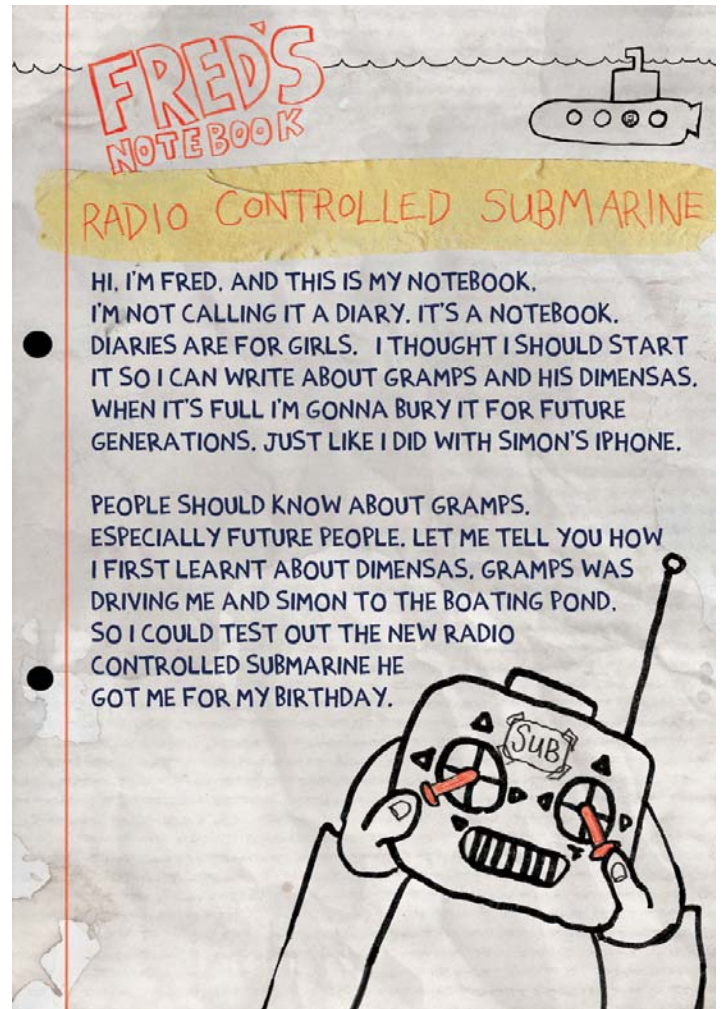 FRED'S
NOTEBOOK
RADIO CONTROLLED SUBMARINE
HI. I'M FRED. AND THIS IS MY NOTEBOOK.
I'M NOT CALLING IT A DIARY. IT'S A NOTEBOOK.
DIARIES ARE FOR GIRLS. I THOUGHT I SHOULD START
IT SO I CAN WRITE ABOUT GRAMPS AND HIS DIMENSAS.
WHEN IT'S FULL I'M GONNA BURY IT FOR FUTURE
GENERATIONS. JUST LIKE I DID WITH SIMON'S IPHONE.
PEOPLE SHOULD KNOW ABOUT GRAMPS.
ESPECIALLY FUTURE PEOPLE. LET ME TELL YOU HOW
I FIRST LEARNT ABOUT DIMENSAS. GRAMPS WAS
DRIVING ME AND SIMON TO THE BOATING POND.
SO I COULD TEST OUT THE NEW RADIO
CONTROLLED SUBMARINE HE
GOT ME FOR MY BIRTHDAY.
SUB